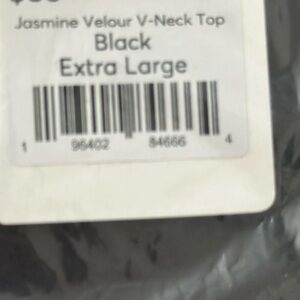 Jasmine Velour V-Neck Top
Black
Extra Large
1 96402 84666 4